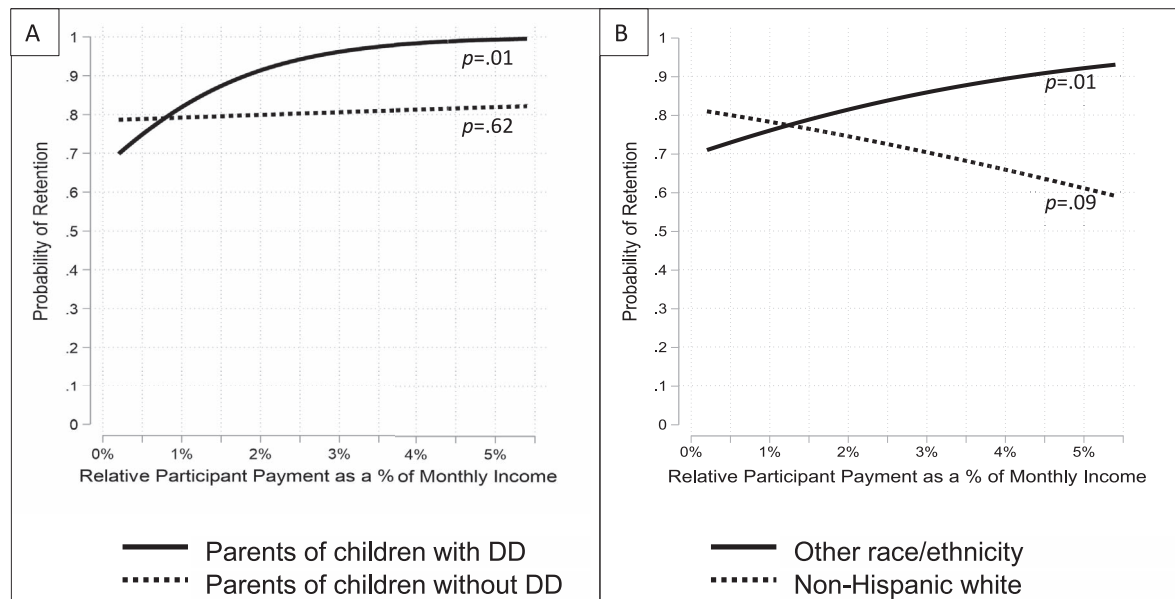 A
1
.9
.8
.7
.6
.5
.4
.3
.2
.1
0
Probability of Retention
p=.01
p=.62
0% 1% 2% 3% 4% 5%
Relative Participant Payment as a % of Monthly Income
Parents of children with DD
Parents of children without DD
B
1
.9
.8
.7
.6
.5
.4
.3
.2
.1
0
Probability of Retention
p=.01
p=.09
0% 1% 2% 3% 4% 5%
Relative Participant Payment as a % of Monthly Income
Other race/ethnicity
Non-Hispanic white